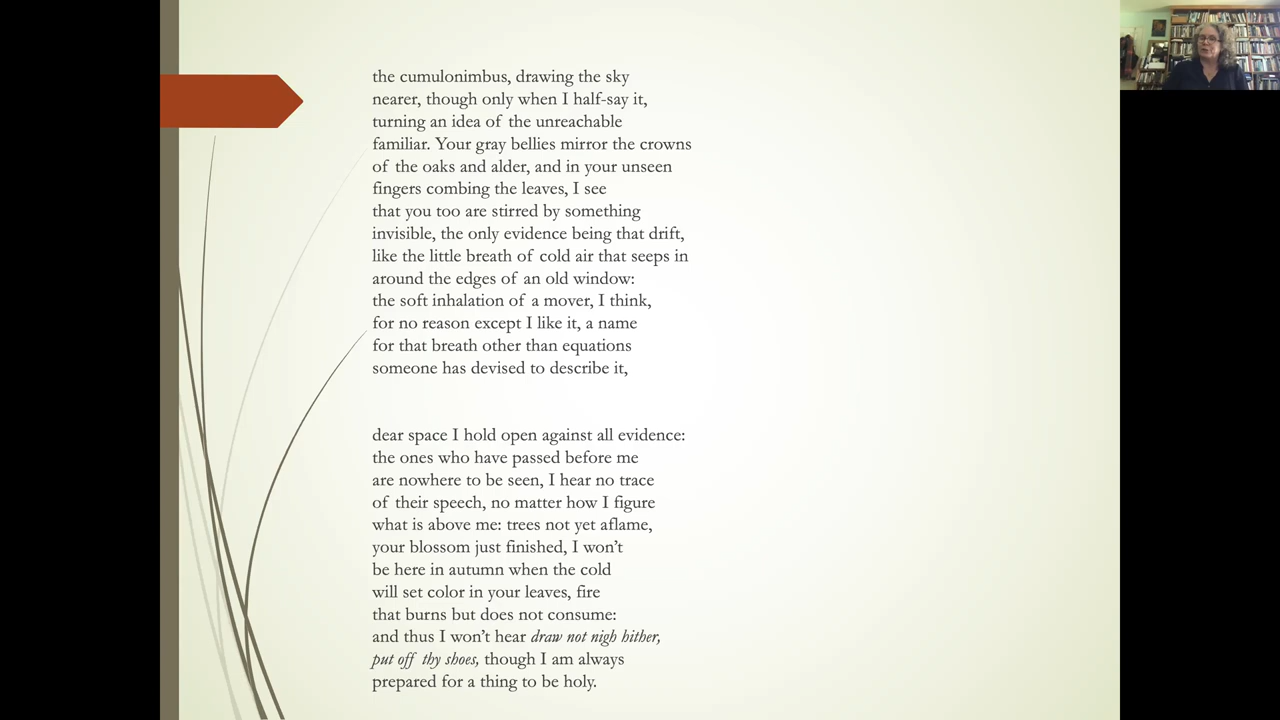 the cumulonimbus, drawing the sky
nearer, though only when I half-say it,
turning an idea of the unreachable
familiar. Your gray bellies mirror the crowns
of the oaks and alder, and in your unseen
fingers combing the leaves, I see
that you too are stirred by something
invisible, the only evidence being that drift,
like the little breath of cold air that seeps in
around the edges of an old window:
the soft inhalation of a mover, I think,
for no reason except I like it, a name
for that breath other than equations
someone has devised to describe it,
dear space I hold open against all evidence:
the ones who have passed before me
are nowhere to be seen, I hear no trace
of their speech, no matter how I figure
what is above me: trees not yet aflame,
your blossom just finished, I won’t
be here in autumn when the cold
will set color in your leaves, fire
that burns but does not consume:
and thus I won’t hear draw not nigh hither,
put off thy shoes, though I am always
prepared for a thing to be holy.